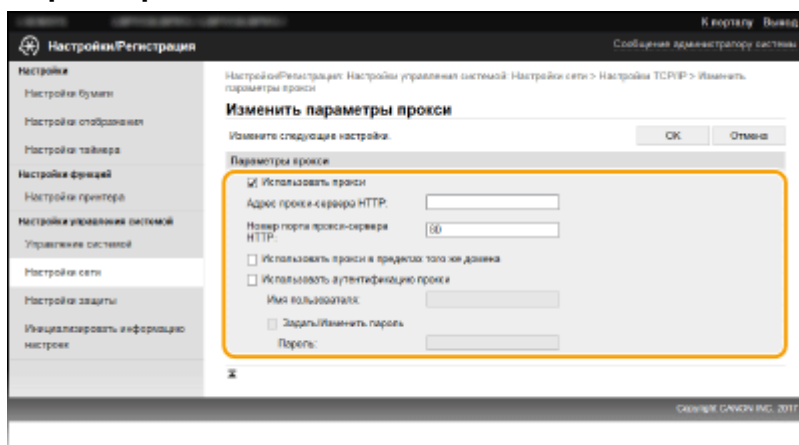 К порталу Выход
Настройки/Регистрация
Сообщение администратору системы
Настройки
Настройки бумаги
Настройки отображения
Настройки таймера
Настройки функций
Настройки принтера
Настройки управления системой
Управление системой
Настройки сети
Настройки защиты
Инициализировать информацию
настроек
Настройки/Регистрация: Настройки управления системой: Настройки сети > Настройки TCP/IP > Изменить
параметры прокси
Изменить параметры прокси
Измените следующие настройки.
OK
Отмена
Параметры прокси
Использовать прокси
Адрес прокси-сервера HTTP:
Номер порта прокси-сервера
HTTP:
80
Использовать прокси в пределах того же домена
Использовать аутентификацию прокси
Имя пользователя:
Задать/Изменить пароль
Пароль:
Copyright CANON INC. 2017